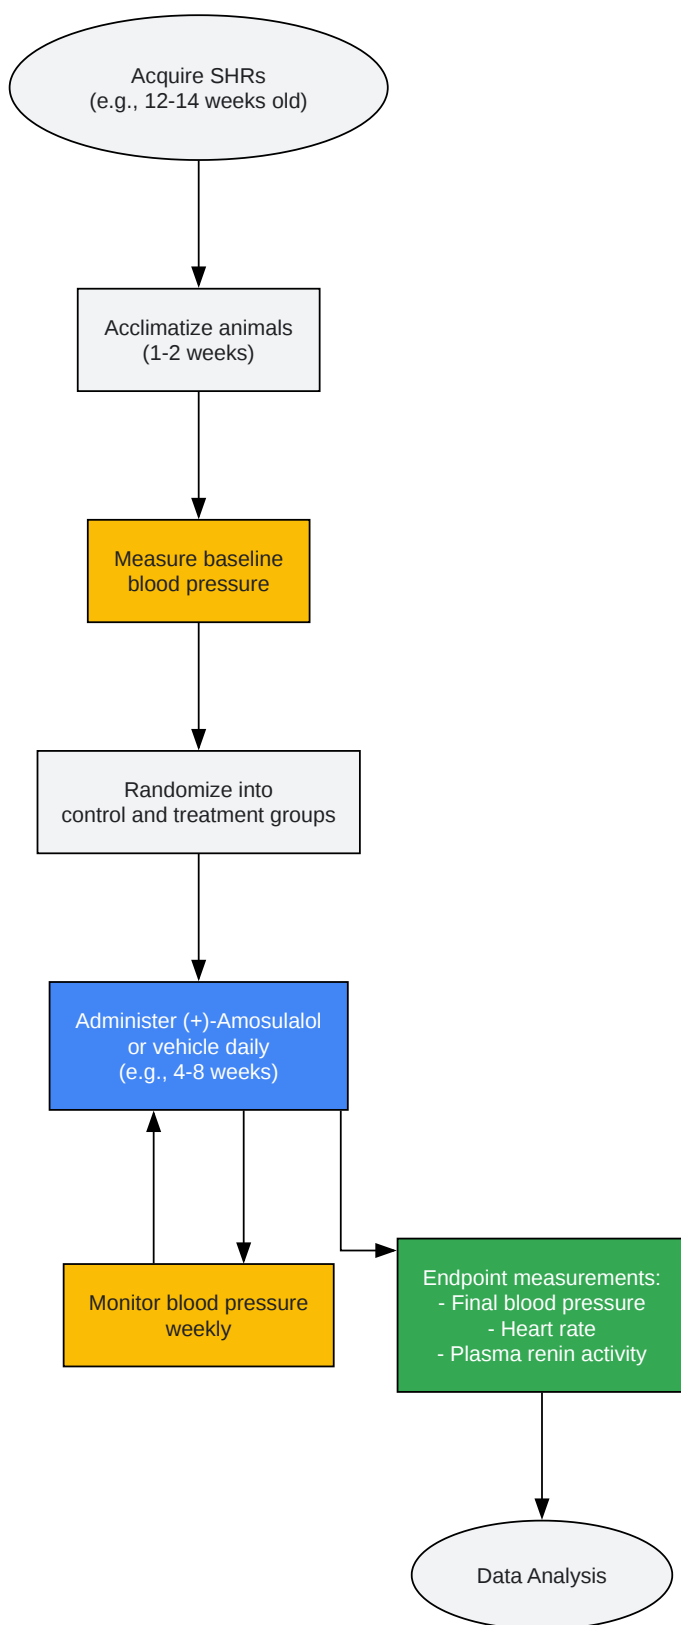 Acquire SHRs
(e.g., 12-14 weeks old)
Acclimatize animals
(1-2 weeks)
Measure baseline
blood pressure
Randomize into
control and treatment groups
Administer (+)-Amosulalol
or vehicle daily
(e.g., 4-8 weeks)
Monitor blood pressure
weekly
Endpoint measurements:
- Final blood pressure
- Heart rate
- Plasma renin activity
Data Analysis